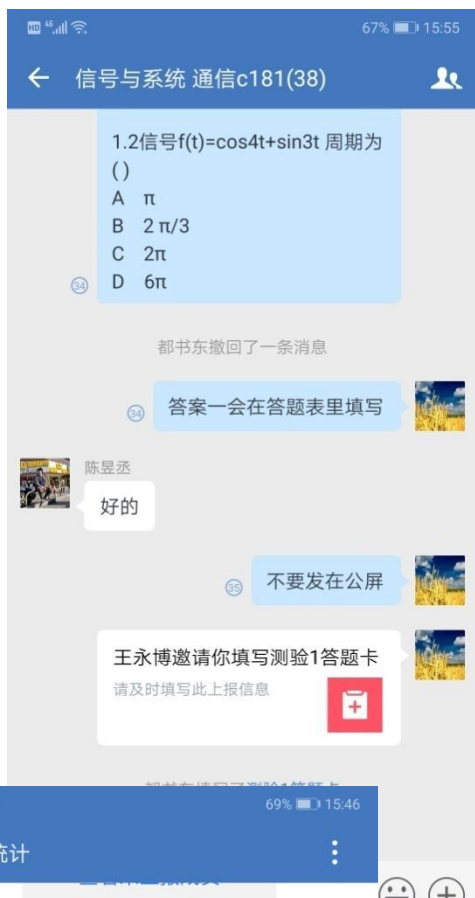 HD 46 67% 15:55
信号与系统 通信c181(38)
1.2信号f(t)=cos4t+sin3t 周期为
( )
A π
B 2 π/3
C 2π
34 D 6π
都书东撤回了一条消息
34 答案一会在答题表里填写
陈昱丞
好的
35 不要发在公屏
王永博邀请你填写测验1答题卡
请及时填写此上报信息
69% 15:46
统计